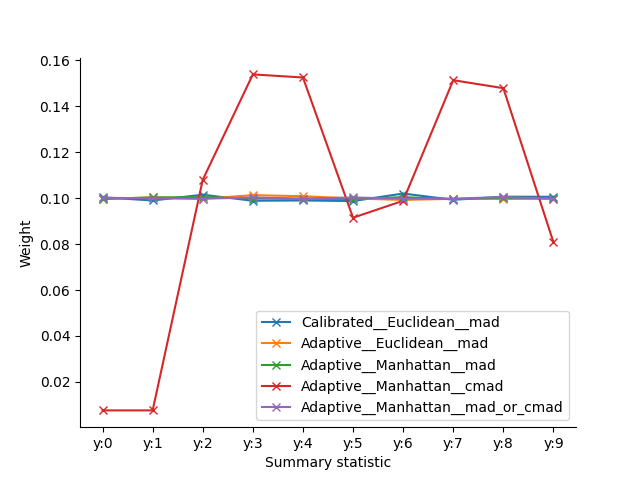 0.16
0.14
0.12
0.10
0.08
0.06
0.04
0.02
Weight
Calibrated__Euclidean__mad
Adaptive__Euclidean__mad
Adaptive__Manhattan__mad
Adaptive__Manhattan__cmad
Adaptive__Manhattan__mad_or_cmad
y:0 y:1 y:2 y:3 y:4 y:5 y:6 y:7 y:8 y:9
Summary statistic